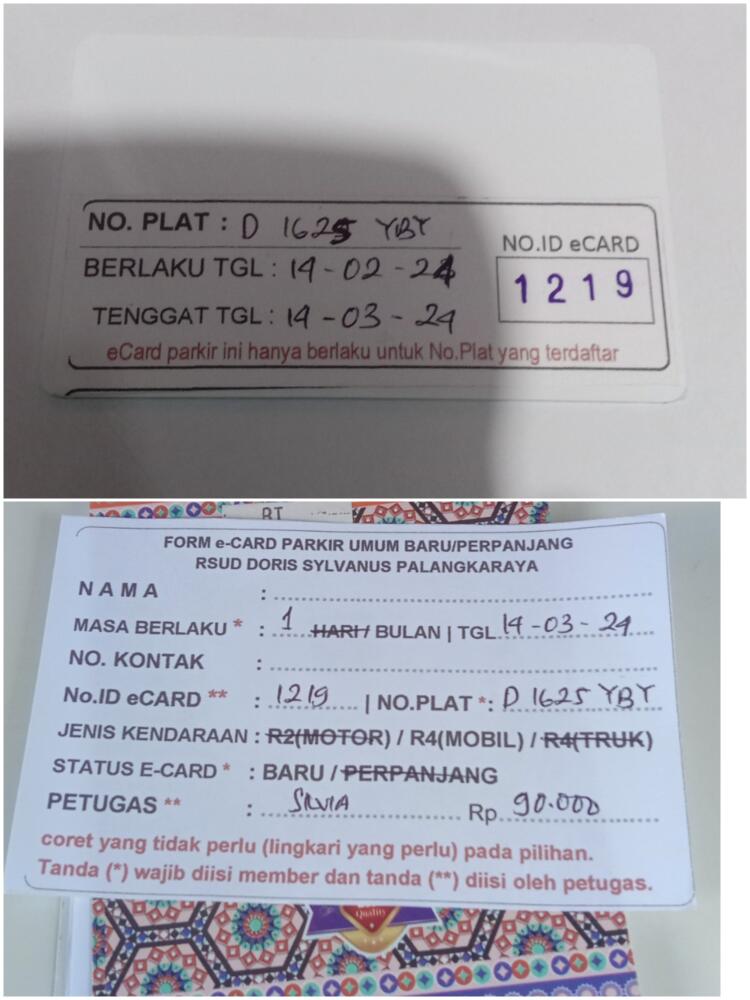 NO. PLAT : D 1625 YBY
BERLAKU TGL : 14-02-24
TENGGAT TGL : 14-03-24
NO.ID eCARD
1219
eCard parkir ini hanya berlaku untuk No.Plat yang terdaftar
BT
FORM e-CARD PARKIR UMUM BARU/PERPANJANG
RSUD DORIS SYLVANUS PALANGKARAYA
NAMA :
MASA BERLAKU * : 1 HARI / BULAN | TGL 14-03-24
NO. KONTAK :
No.ID eCARD ** : 1219 | NO.PLAT *: D 1625 YBY
JENIS KENDARAAN : R2(MOTOR) / R4(MOBIL) / R4(TRUK)
STATUS E-CARD * : BARU / PERPANJANG
PETUGAS ** : SILVIA Rp 90.000
coret yang tidak perlu (lingkari yang perlu) pada pilihan.
Tanda (*) wajib diisi member dan tanda (**) diisi oleh petugas.
Quality